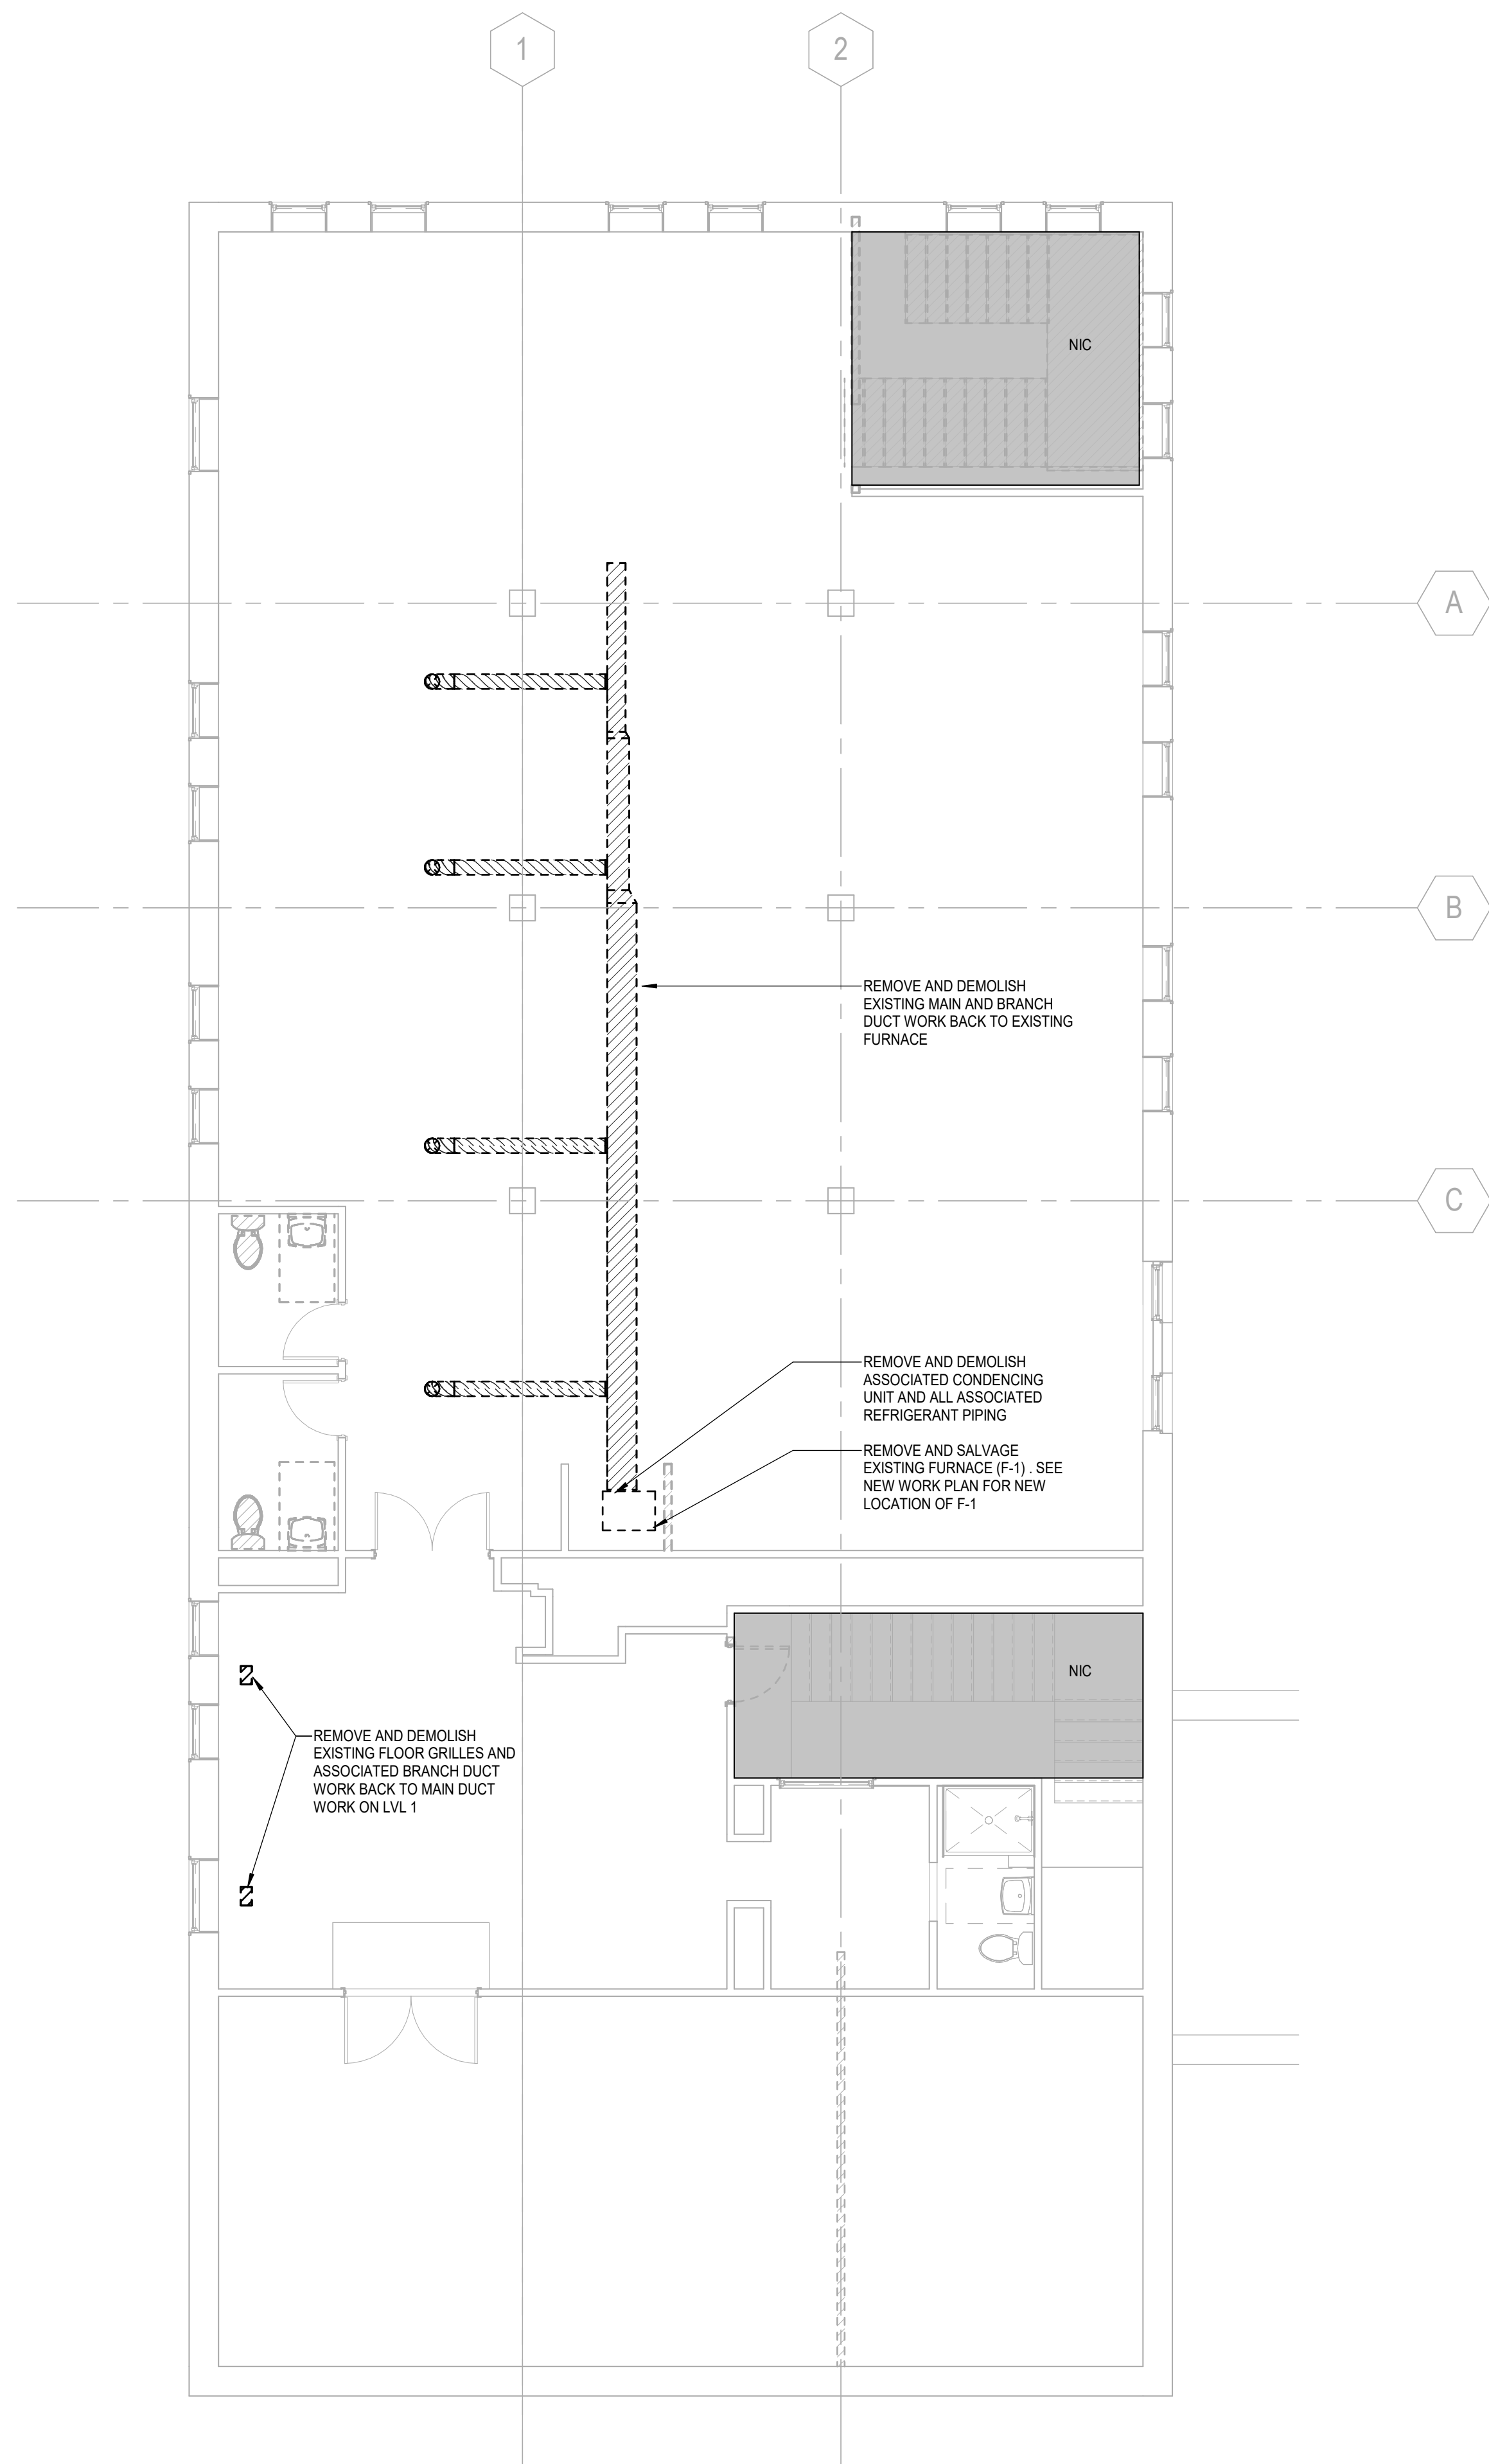 1
2
NIC
A
B
REMOVE AND DEMOLISH
EXISTING MAIN AND BRANCH
DUCT WORK BACK TO EXISTING
FURNACE
C
REMOVE AND DEMOLISH
ASSOCIATED CONDENCING
UNIT AND ALL ASSOCIATED
REFRIGERANT PIPING
REMOVE AND SALVAGE
EXISTING FURNACE (F-1) . SEE
NEW WORK PLAN FOR NEW
LOCATION OF F-1
NIC
REMOVE AND DEMOLISH
EXISTING FLOOR GRILLES AND
ASSOCIATED BRANCH DUCT
WORK BACK TO MAIN DUCT
WORK ON LVL 1